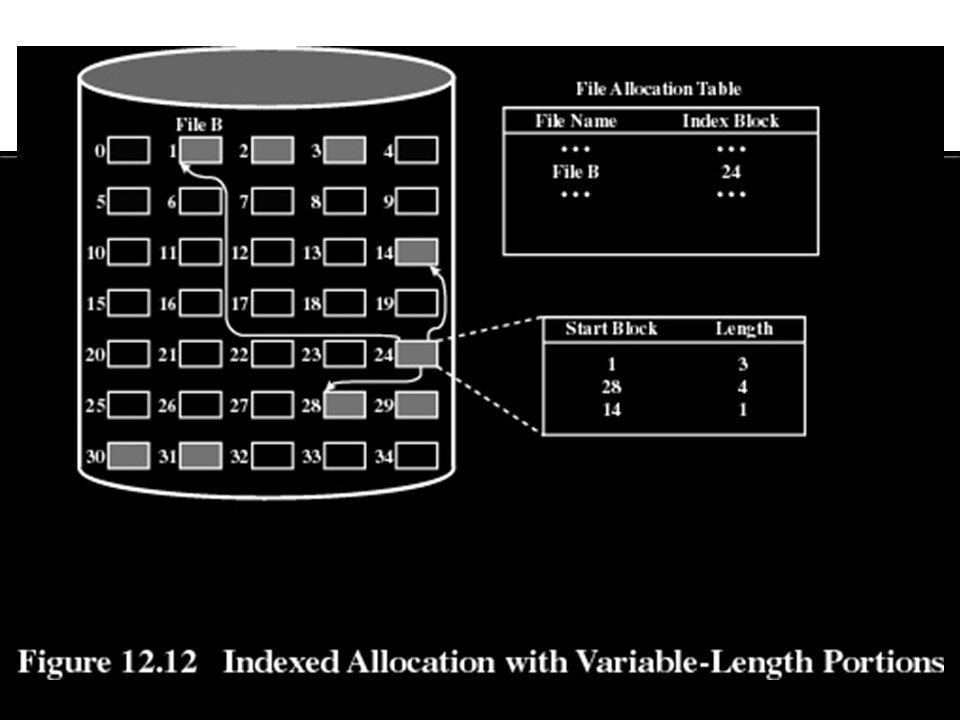 File Allocation Table
File Name Index Block
• • • • • •
File B 24
• • • • • •
File B
0 1 2 3 4
5 6 7 8 9
10 11 12 13 14
15 16 17 18 19
20 21 22 23 24
25 26 27 28 29
30 31 32 33 34
Start Block Length
1 3
28 4
14 1
Figure 12.12 Indexed Allocation with Variable-Length Portions